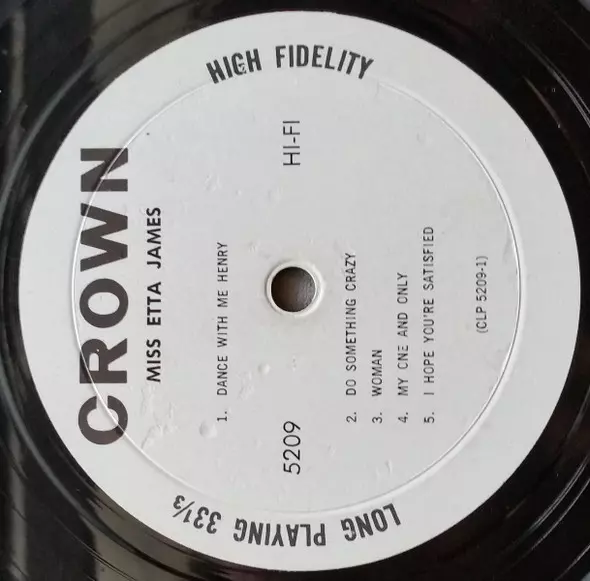 CROWN
MISS ETTA JAMES
1. DANCE WITH ME HENRY
5209
HI-FI
2. DO SOMETHING CRAZY
3. WOMAN
4. MY ONE AND ONLY
5. I HOPE YOU'RE SATISFIED
(CLP 5209-1)
LONG PLAYING 33⅓
HIGH FIDELITY